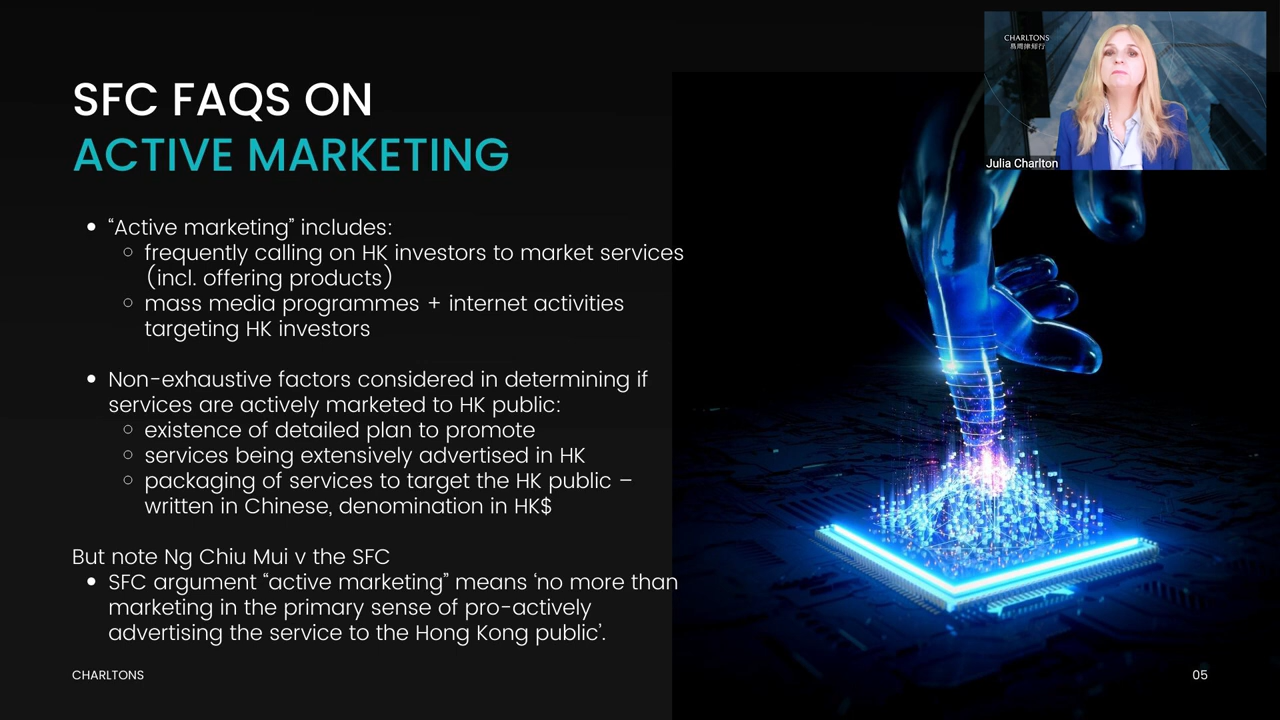 CHARLTONS
易周律師行
Julia Charlton
SFC FAQS ON
ACTIVE MARKETING
• “Active marketing” includes:
○ frequently calling on HK investors to market services
(incl. offering products)
○ mass media programmes + internet activities
targeting HK investors
• Non-exhaustive factors considered in determining if
services are actively marketed to HK public:
○ existence of detailed plan to promote
○ services being extensively advertised in HK
○ packaging of services to target the HK public –
written in Chinese, denomination in HK$
But note Ng Chiu Mui v the SFC
• SFC argument “active marketing” means ‘no more than
marketing in the primary sense of pro-actively
advertising the service to the Hong Kong public’.
CHARLTONS
05